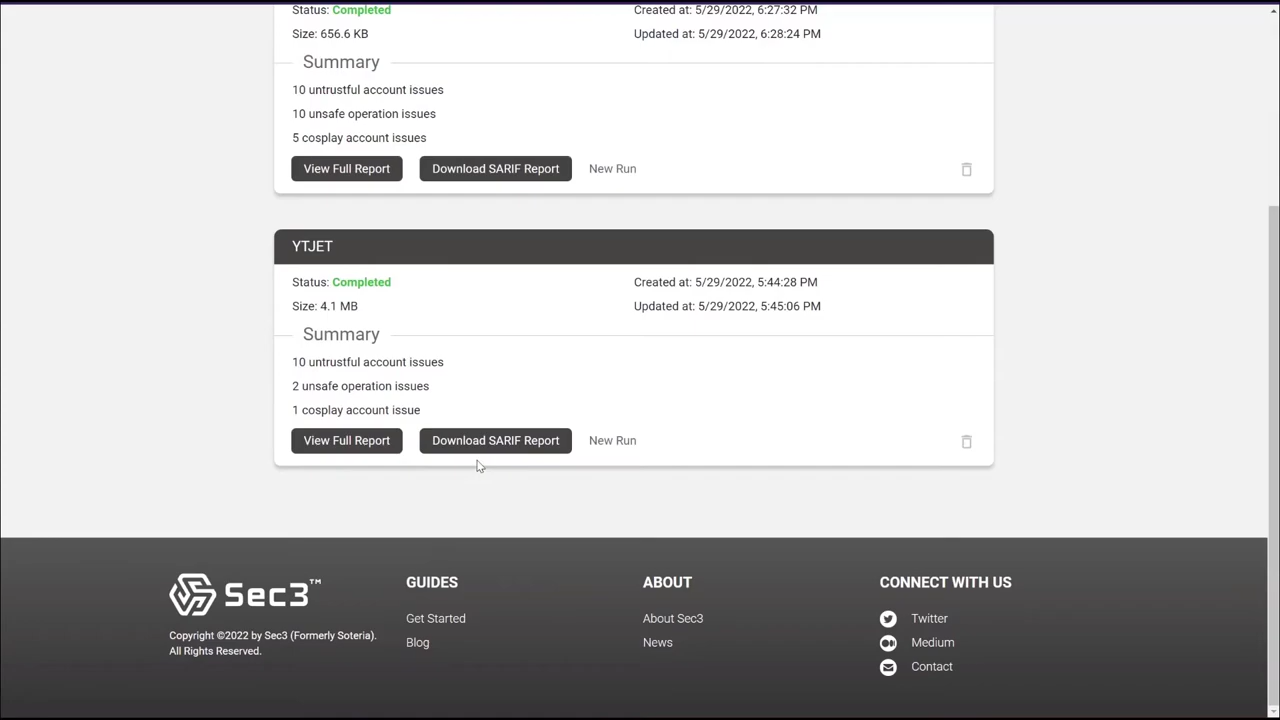 Status: Completed
Created at: 5/29/2022, 6:27:32 PM
Size: 656.6 KB
Updated at: 5/29/2022, 6:28:24 PM
Summary
10 untrustful account issues
10 unsafe operation issues
5 cosplay account issues
View Full Report
Download SARIF Report
New Run
YTJET
Status: Completed
Created at: 5/29/2022, 5:44:28 PM
Size: 4.1 MB
Updated at: 5/29/2022, 5:45:06 PM
Summary
10 untrustful account issues
2 unsafe operation issues
1 cosplay account issue
View Full Report
Download SARIF Report
New Run
Sec3™
Copyright ©2022 by Sec3 (Formerly Soteria).
All Rights Reserved.
GUIDES
Get Started
Blog
ABOUT
About Sec3
News
CONNECT WITH US
Twitter
Medium
Contact